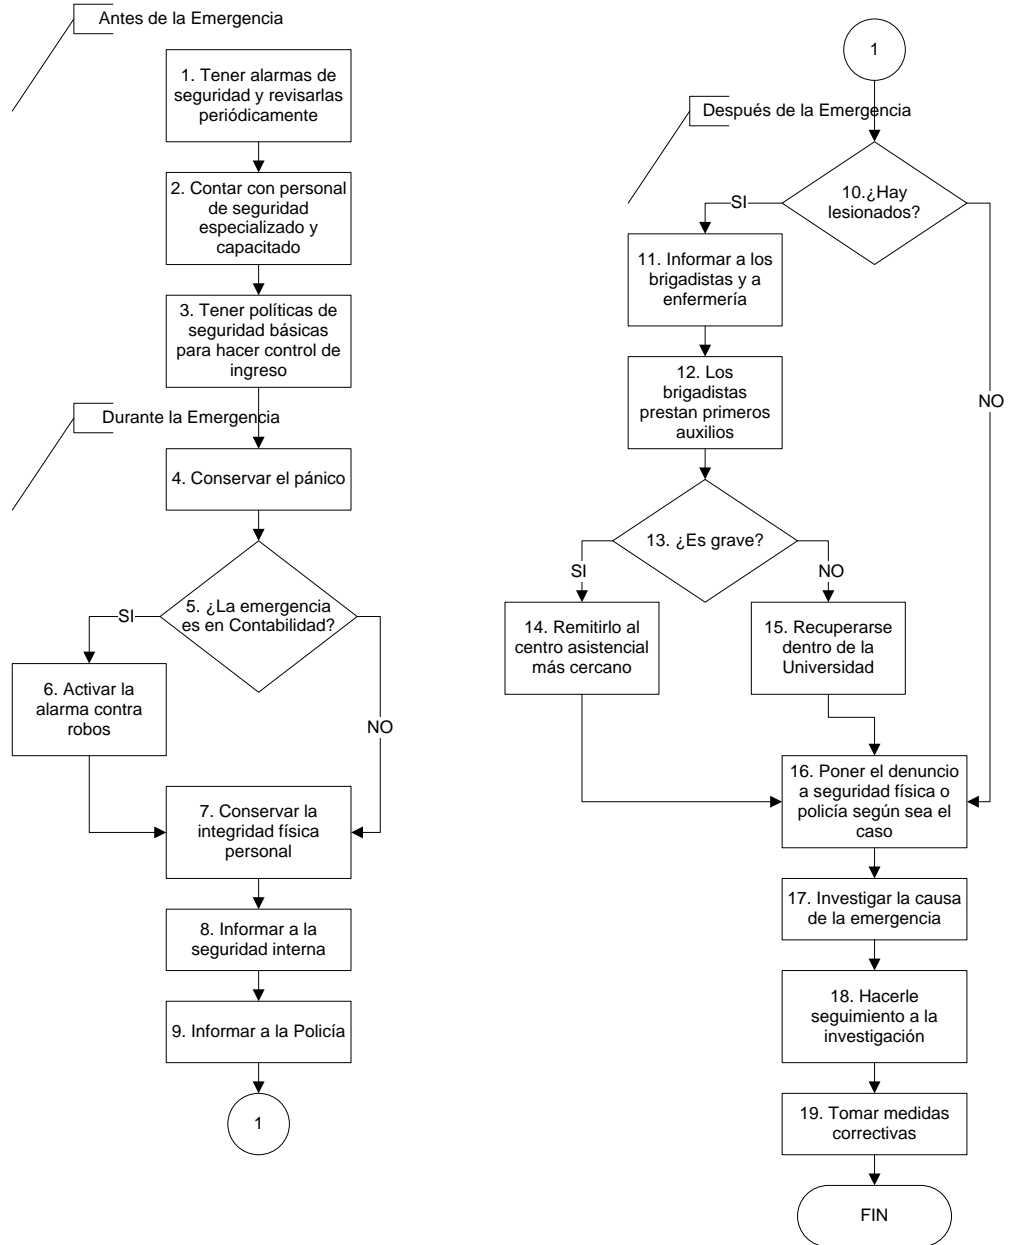 Antes de la Emergencia
1. Tener alarmas de
seguridad y revisarlas
periódicamente
2. Contar con personal
de seguridad
especializado y
capacitado
3. Tener políticas de
seguridad básicas
para hacer control de
ingreso
Durante la Emergencia
4. Conservar el pánico
5. ¿La emergencia
es en Contabilidad?
SI
NO
6. Activar la
alarma contra
robos
7. Conservar la
integridad física
personal
8. Informar a la
seguridad interna
9. Informar a la Policía
1
1
Después de la Emergencia
10.¿Hay
lesionados?
SI
NO
11. Informar a los
brigadistas y a
enfermería
12. Los
brigadistas
prestan primeros
auxilios
13. ¿Es grave?
SI
NO
14. Remitirlo al
centro asistencial
más cercano
15. Recuperarse
dentro de la
Universidad
16. Poner el denuncio
a seguridad física o
policía según sea el
caso
17. Investigar la causa
de la emergencia
18. Hacerle
seguimiento a la
investigación
19. Tomar medidas
correctivas
FIN